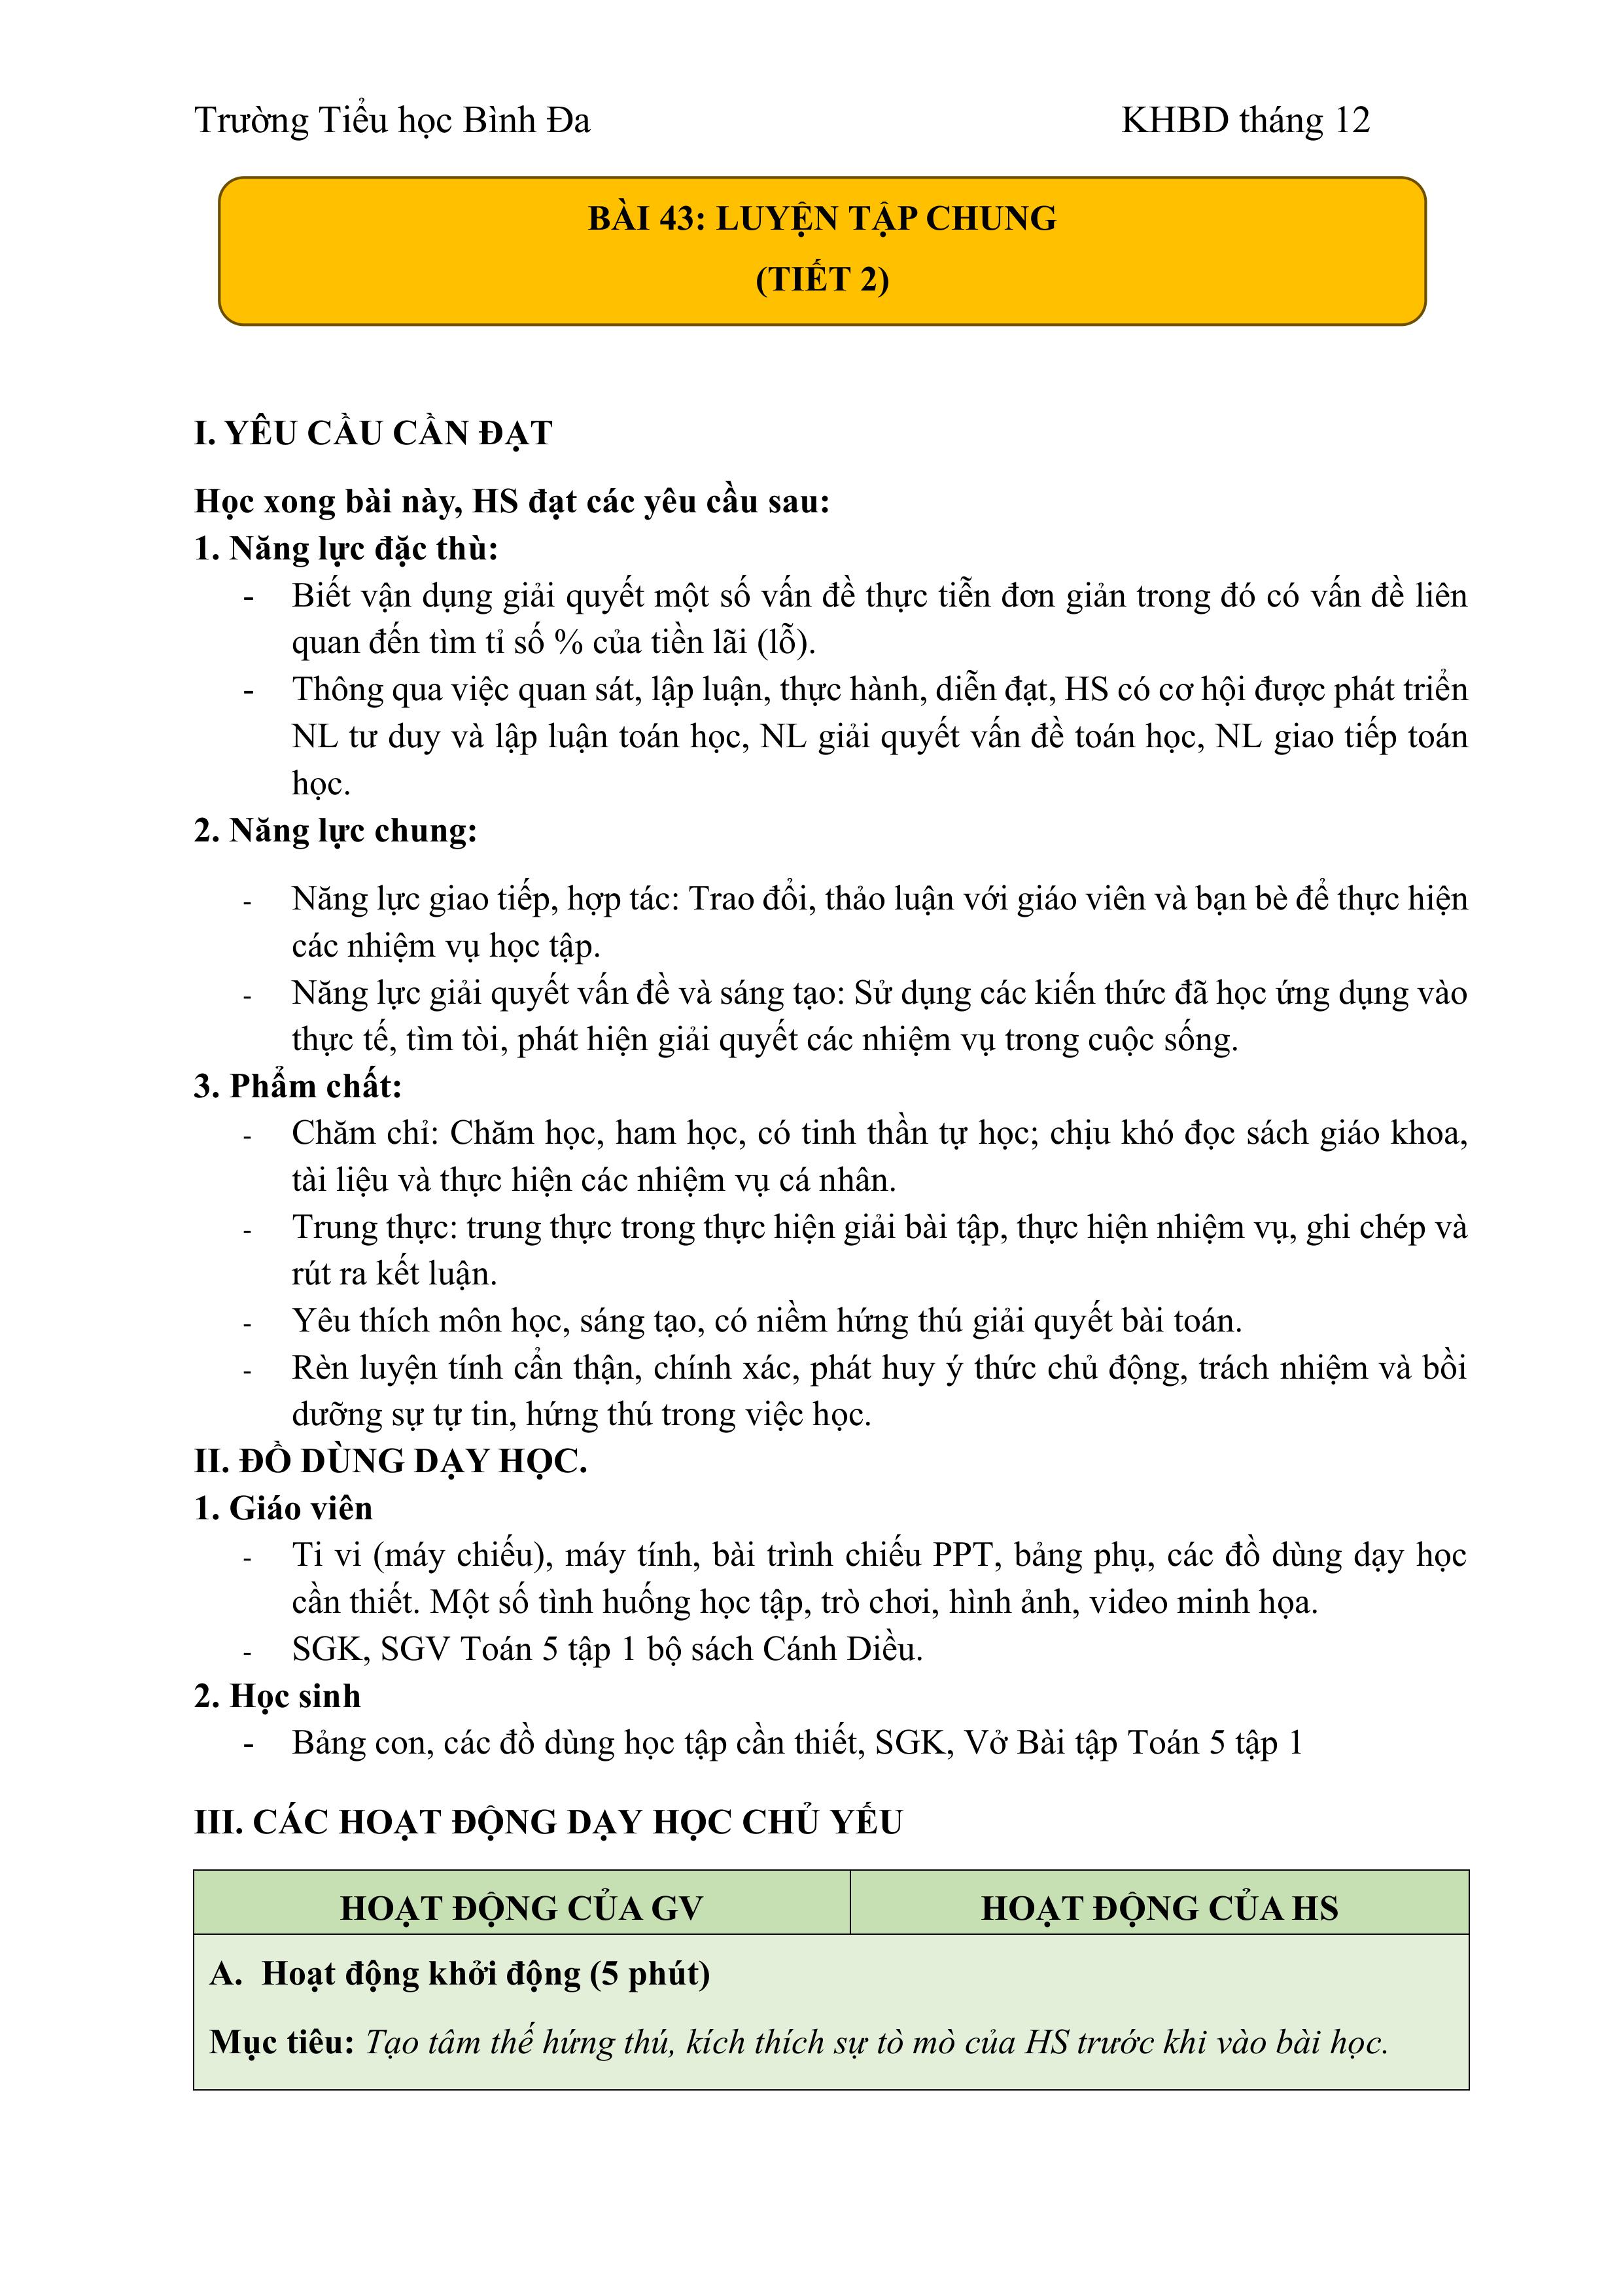 Trường Tiểu học Bình Đa KHBD tháng 12
BÀI 43: LUYỆN TẬP CHUNG
(TIẾT 2)
I. YÊU CẦU CẦN ĐẠT
Học xong bài này, HS đạt các yêu cầu sau:
1. Năng lực đặc thù:
- Biết vận dụng giải quyết một số vấn đề thực tiễn đơn giản trong đó có vấn đề liên
quan đến tìm tỉ số % của tiền lãi (lỗ).
- Thông qua việc quan sát, lập luận, thực hành, diễn đạt, HS có cơ hội được phát triển
NL tư duy và lập luận toán học, NL giải quyết vấn đề toán học, NL giao tiếp toán
học.
2. Năng lực chung:
- Năng lực giao tiếp, hợp tác: Trao đổi, thảo luận với giáo viên và bạn bè để thực hiện
các nhiệm vụ học tập.
- Năng lực giải quyết vấn đề và sáng tạo: Sử dụng các kiến thức đã học ứng dụng vào
thực tế, tìm tòi, phát hiện giải quyết các nhiệm vụ trong cuộc sống.
3. Phẩm chất:
- Chăm chỉ: Chăm học, ham học, có tinh thần tự học; chịu khó đọc sách giáo khoa,
tài liệu và thực hiện các nhiệm vụ cá nhân.
- Trung thực: trung thực trong thực hiện giải bài tập, thực hiện nhiệm vụ, ghi chép và
rút ra kết luận.
- Yêu thích môn học, sáng tạo, có niềm hứng thú giải quyết bài toán.
- Rèn luyện tính cẩn thận, chính xác, phát huy ý thức chủ động, trách nhiệm và bồi
dưỡng sự tự tin, hứng thú trong việc học.
II. ĐỒ DÙNG DẠY HỌC.
1. Giáo viên
- Ti vi (máy chiếu), máy tính, bài trình chiếu PPT, bảng phụ, các đồ dùng dạy học
cần thiết. Một số tình huống học tập, trò chơi, hình ảnh, video minh họa.
- SGK, SGV Toán 5 tập 1 bộ sách Cánh Diều.
2. Học sinh
- Bảng con, các đồ dùng học tập cần thiết, SGK, Vở Bài tập Toán 5 tập 1
III. CÁC HOẠT ĐỘNG DẠY HỌC CHỦ YẾU
HOẠT ĐỘNG CỦA GV HOẠT ĐỘNG CỦA HS
A. Hoạt động khởi động (5 phút)
Mục tiêu: Tạo tâm thế hứng thú, kích thích sự tò mò của HS trước khi vào bài học.